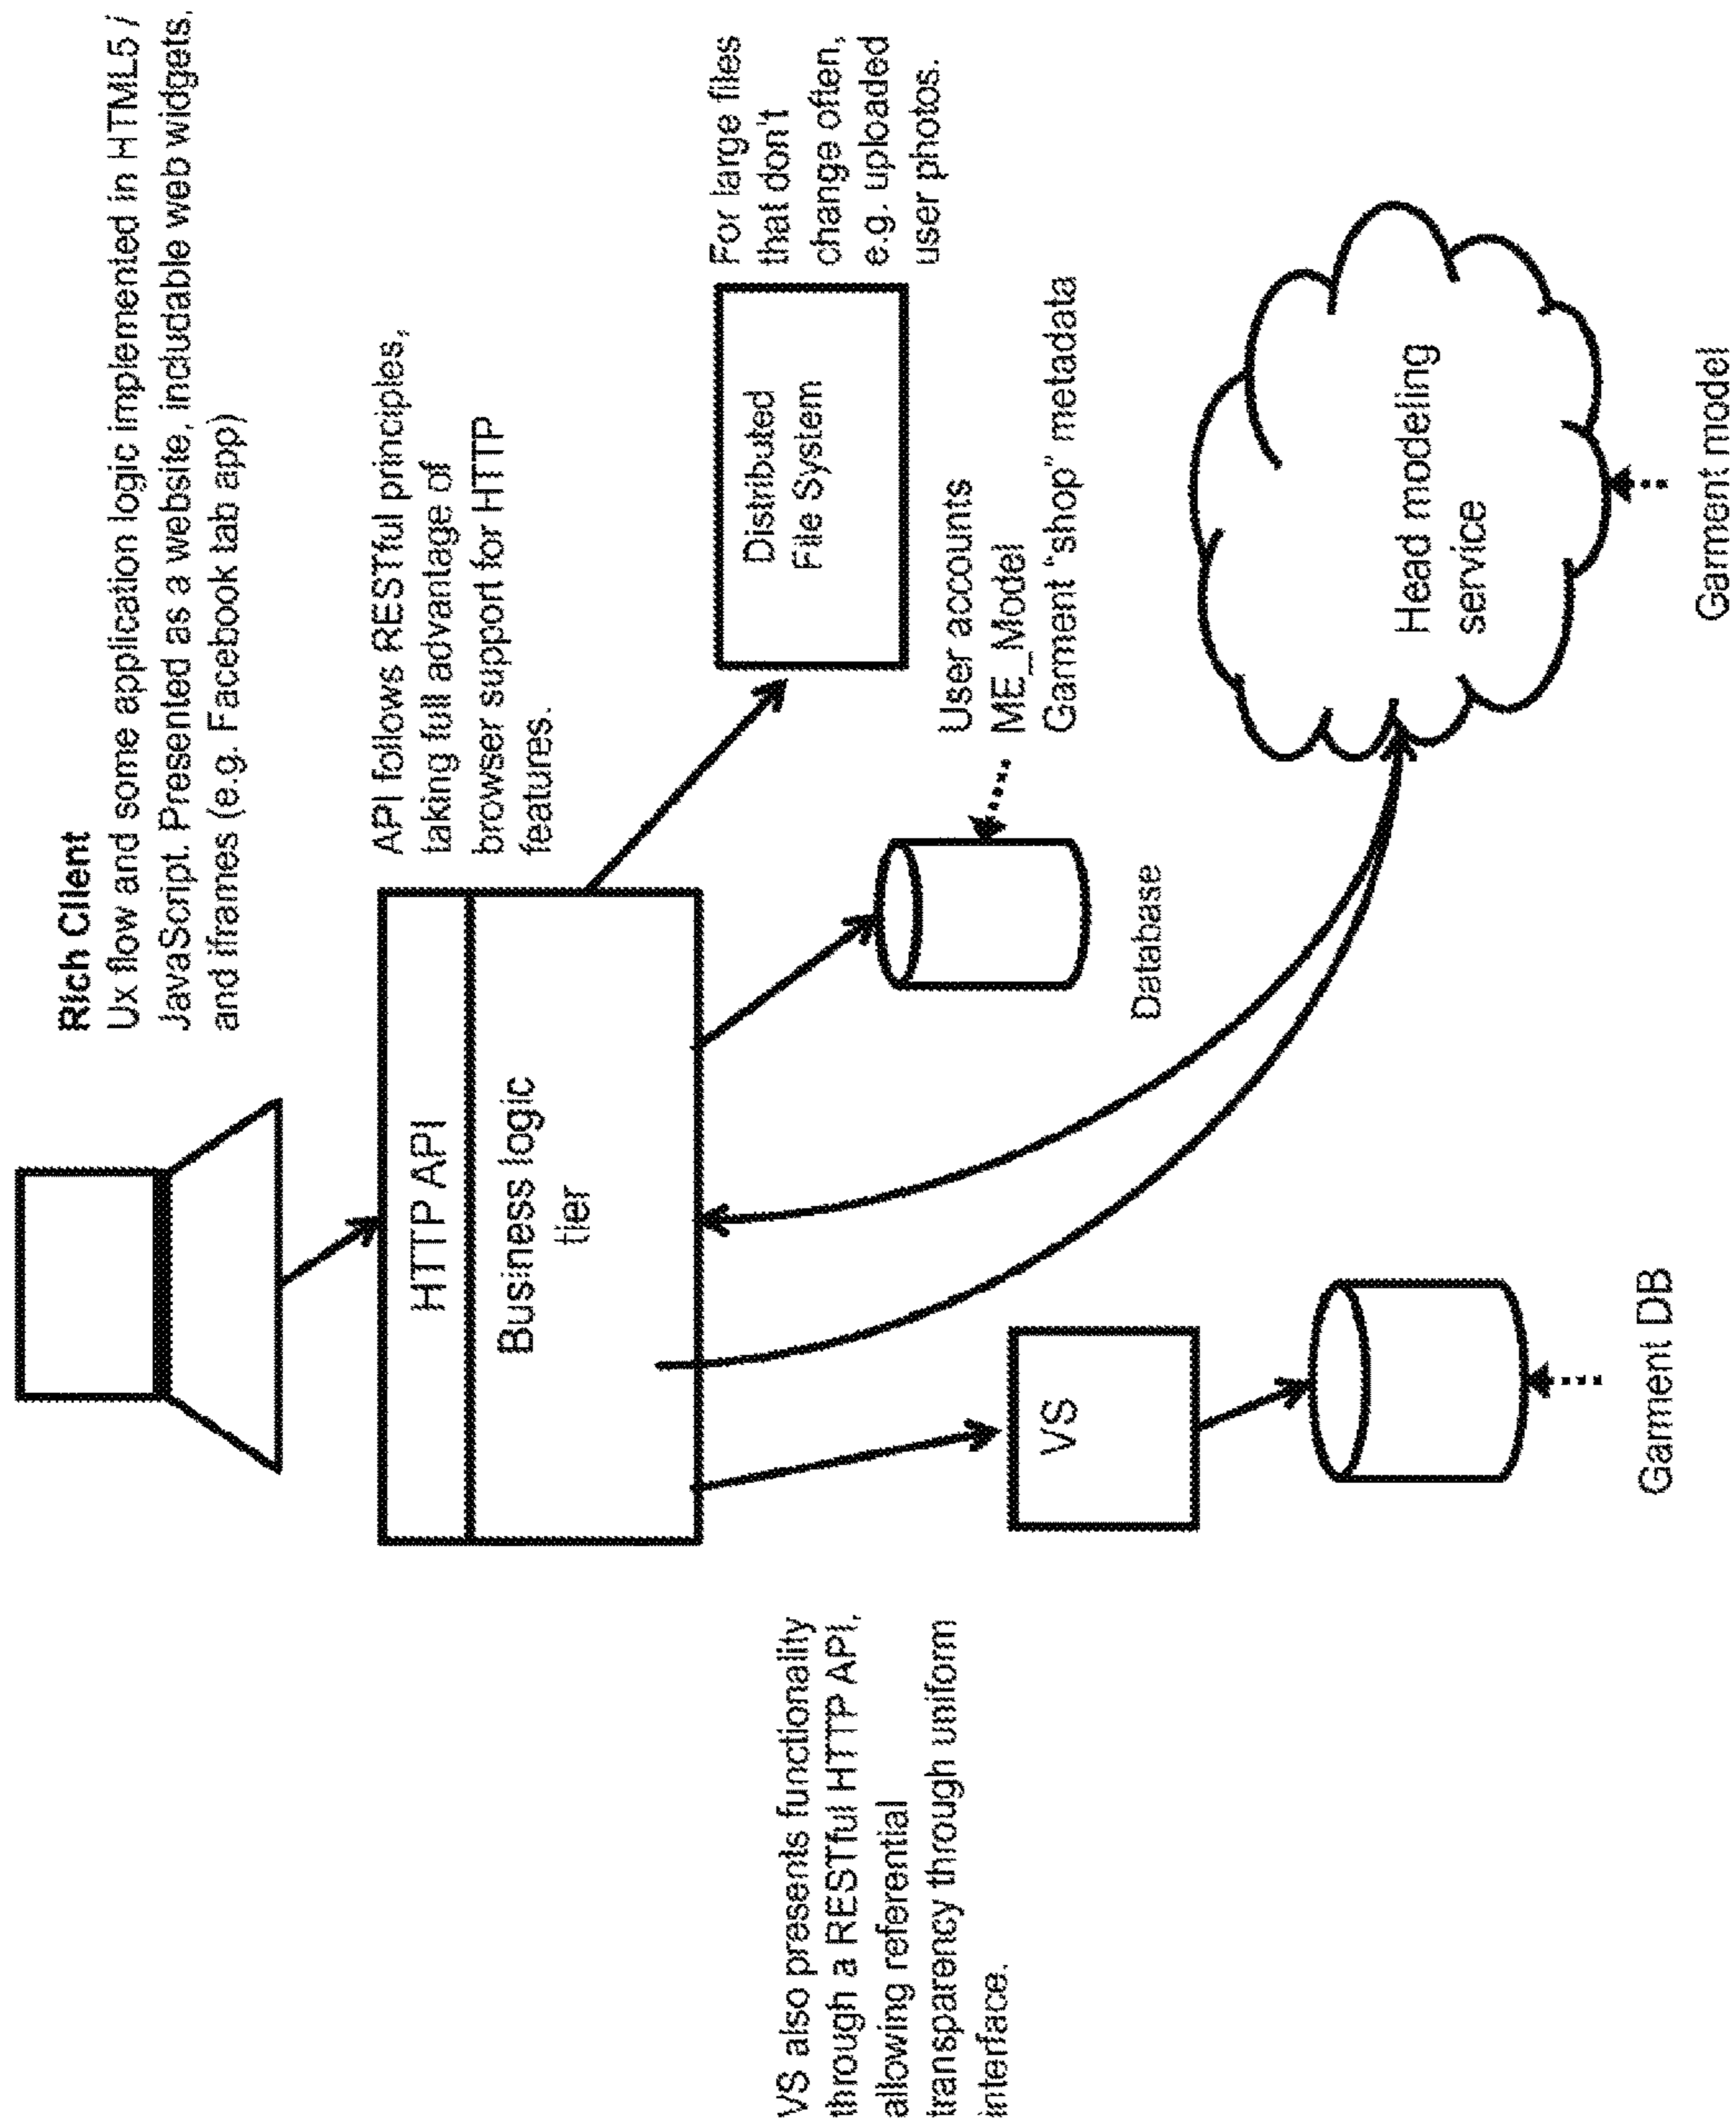 Rich Client
Ux flow and some application logic implemented in HTML5 /
JavaScript. Presented as a website, includable web widgets,
and iframes (e.g. Facebook tab app)
HTTP API
Business logic
tier
API follows RESTful principles,
taking full advantage of
browser support for HTTP
features.
Distributed
File System
For large files
that don't
change often,
e.g. uploaded
user photos.
VS also presents functionality
through a RESTful HTTP API,
allowing referential
transparency through uniform
interface.
VS
Garment DB
Database
User accounts
ME_Model
Garment "shop" metadata
Head modeling
service
Garment model